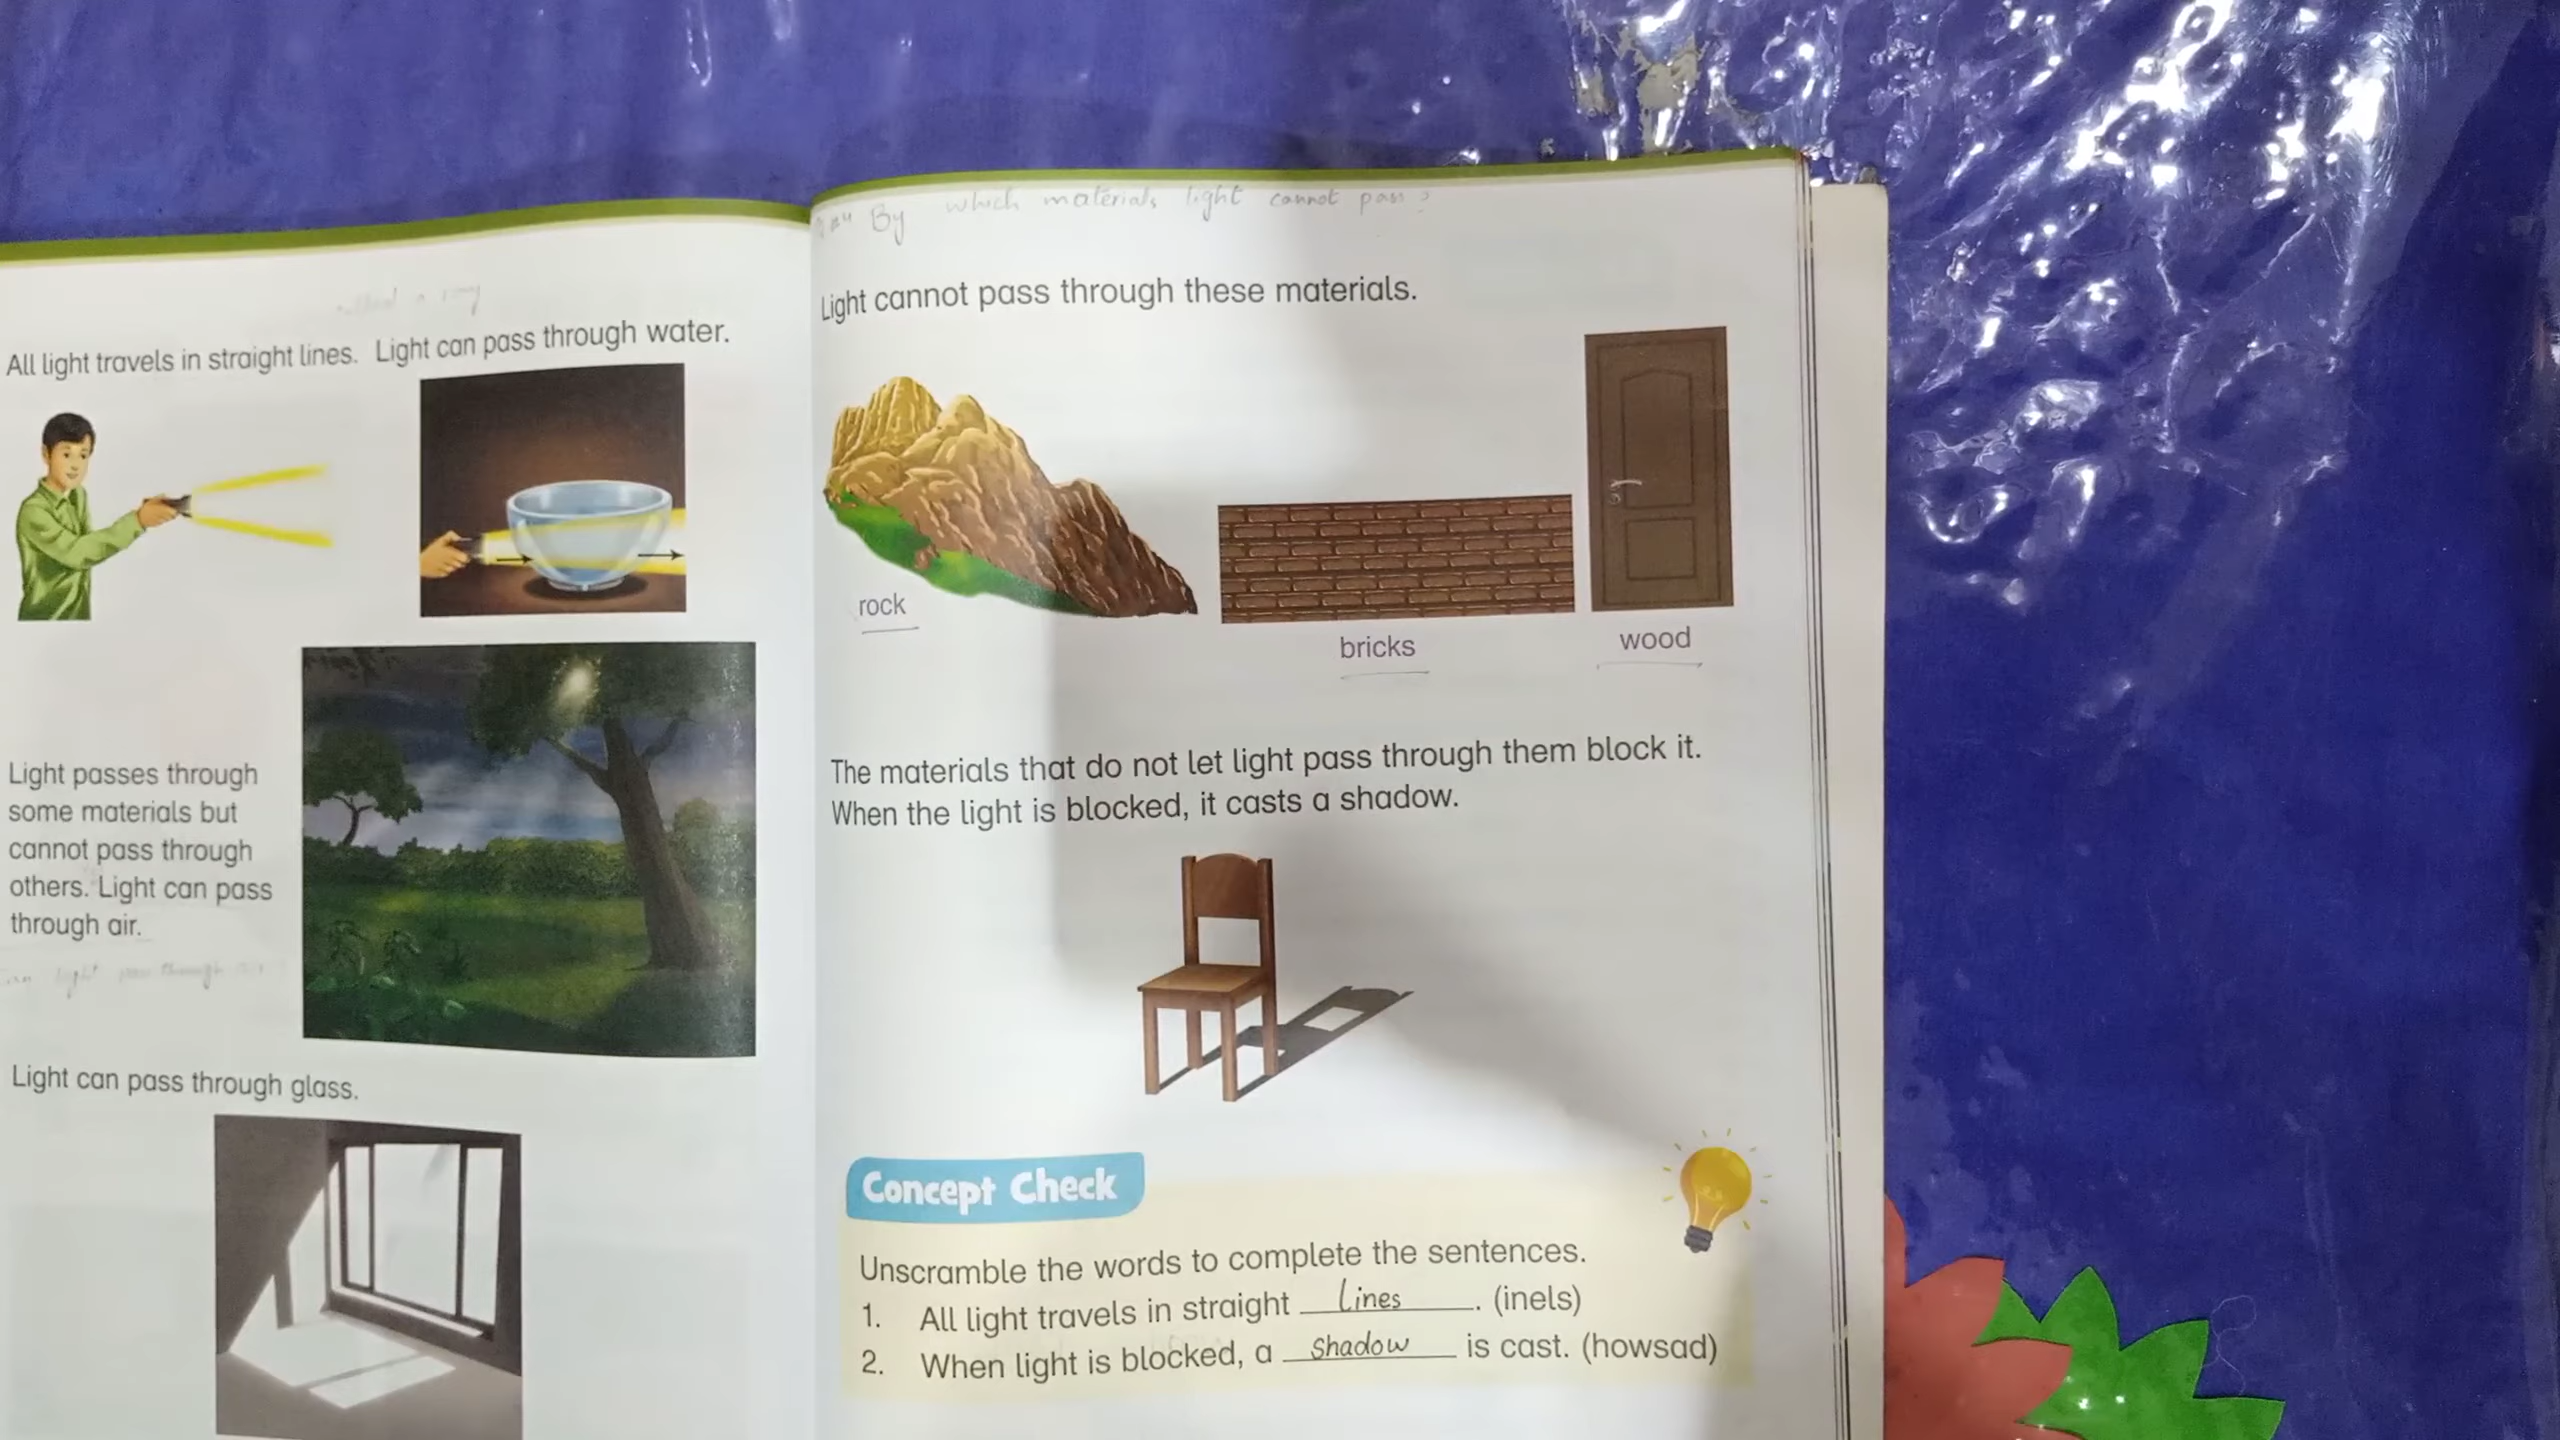 All light travels in straight lines. Light can pass through water.
Light passes through
some materials but
cannot pass through
others. Light can pass
through air.
light pass through
Light can pass through glass.
By which materials light cannot pass ?
Light cannot pass through these materials.
rock
bricks
wood
The materials that do not let light pass through them block it.
When the light is blocked, it casts a shadow.
Concept Check
Unscramble the words to complete the sentences.
1. All light travels in straight Lines. (inels)
2. When light is blocked, a shadow is cast. (howsad)